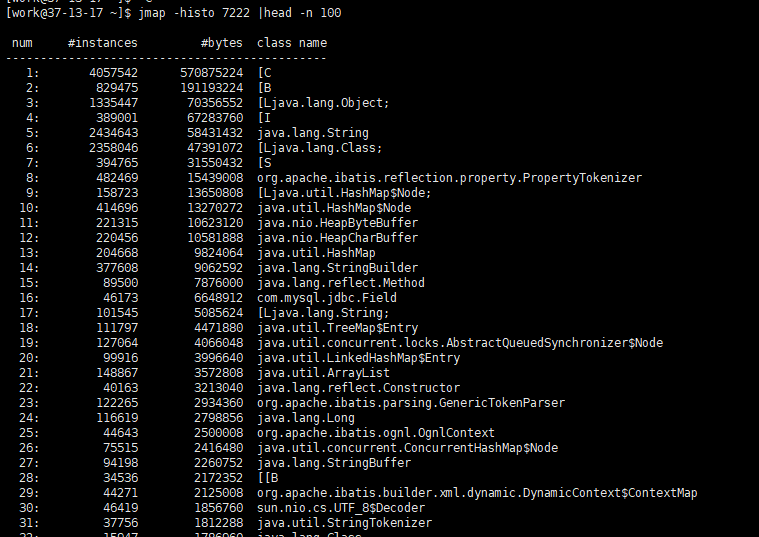 [work@37-13-17 ~]$ jmap -histo 7222 |head -n 100
num #instances #bytes class name
----------------------------------------------
1: 4057542 570875224 [C
2: 829475 191193224 [B
3: 1335447 70356552 [Ljava.lang.Object;
4: 389001 67283760 [I
5: 2434643 58431432 java.lang.String
6: 2358046 47391072 [Ljava.lang.Class;
7: 394765 31550432 [S
8: 482469 15439008 org.apache.ibatis.reflection.property.PropertyTokenizer
9: 158723 13650808 [Ljava.util.HashMap$Node;
10: 414696 13270272 java.util.HashMap$Node
11: 221315 10623120 java.nio.HeapByteBuffer
12: 220456 10581888 java.nio.HeapCharBuffer
13: 204668 9824064 java.util.HashMap
14: 377608 9062592 java.lang.StringBuilder
15: 89500 7876000 java.lang.reflect.Method
16: 46173 6648912 com.mysql.jdbc.Field
17: 101545 5085624 [Ljava.lang.String;
18: 111797 4471880 java.util.TreeMap$Entry
19: 127064 4066048 java.util.concurrent.locks.AbstractQueuedSynchronizer$Node
20: 99916 3996640 java.util.LinkedHashMap$Entry
21: 148867 3572808 java.util.ArrayList
22: 40163 3213040 java.lang.reflect.Constructor
23: 122265 2934360 org.apache.ibatis.parsing.GenericTokenParser
24: 116619 2798856 java.lang.Long
25: 44643 2500008 org.apache.ibatis.ognl.OgnlContext
26: 75515 2416480 java.util.concurrent.ConcurrentHashMap$Node
27: 94198 2260752 java.lang.StringBuffer
28: 34536 2172352 [[B
29: 44271 2125008 org.apache.ibatis.builder.xml.dynamic.DynamicContext$ContextMap
30: 46419 1856760 sun.nio.cs.UTF_8$Decoder
31: 37756 1812288 java.util.StringTokenizer